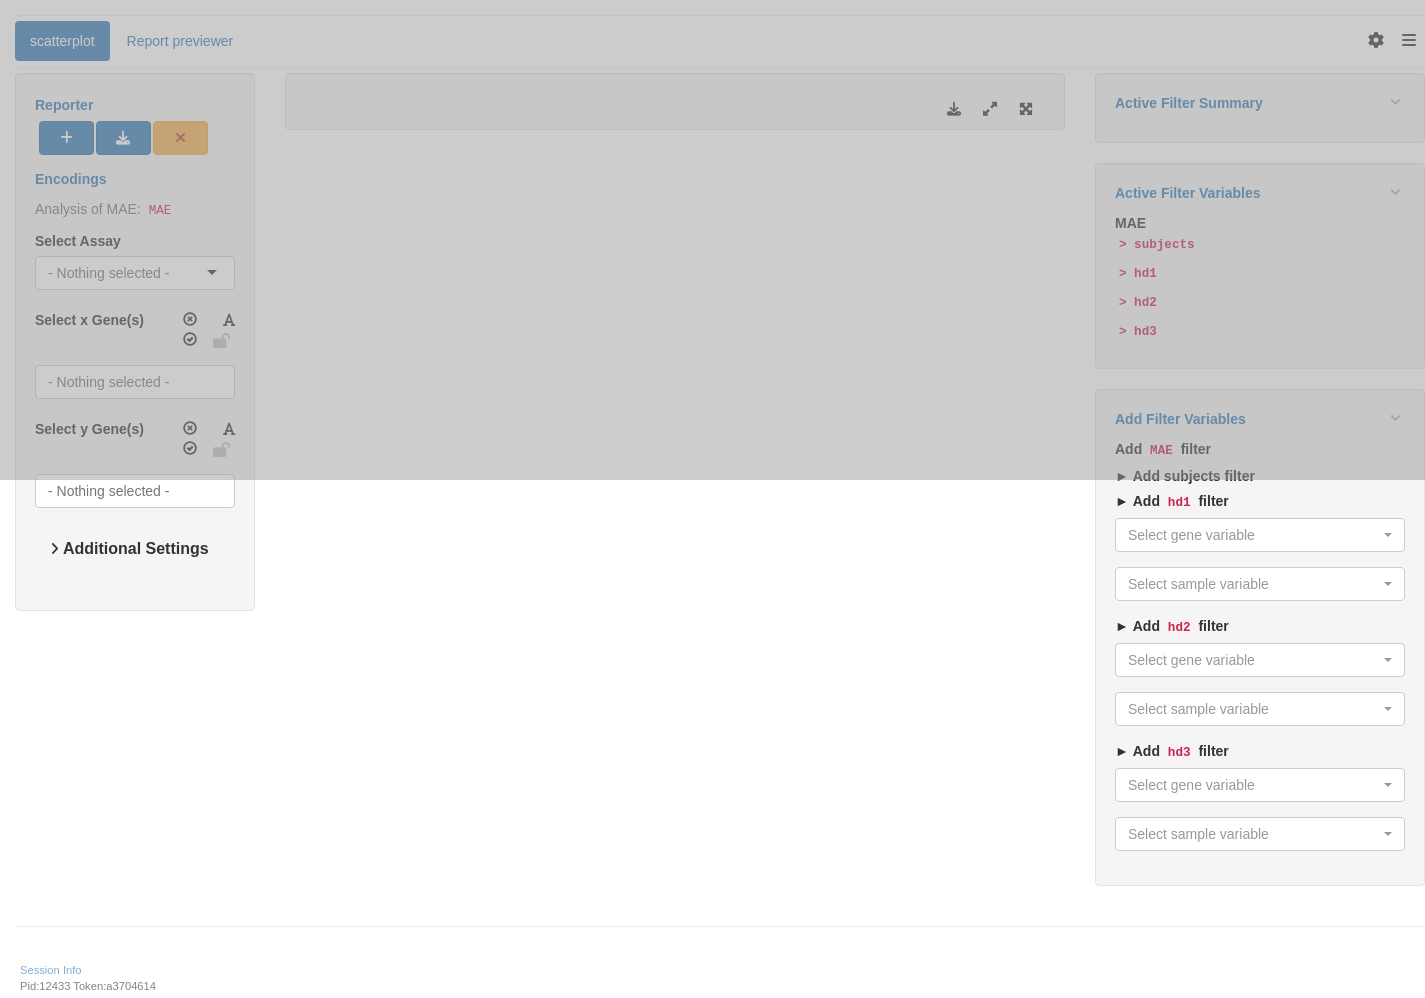 scatterplot
Report previewer
Reporter
Encodings
Analysis of MAE: MAE
Select Assay
- Nothing selected -
Select x Gene(s)
- Nothing selected -
Select y Gene(s)
- Nothing selected -
Additional Settings
Active Filter Summary
Active Filter Variables
MAE
> subjects
> hd1
> hd2
> hd3
Add Filter Variables
Add MAE filter
► Add subjects filter
► Add hd1 filter
Select gene variable
Select sample variable
► Add hd2 filter
Select gene variable
Select sample variable
► Add hd3 filter
Select gene variable
Select sample variable
Session Info
Pid:12433 Token:a3704614